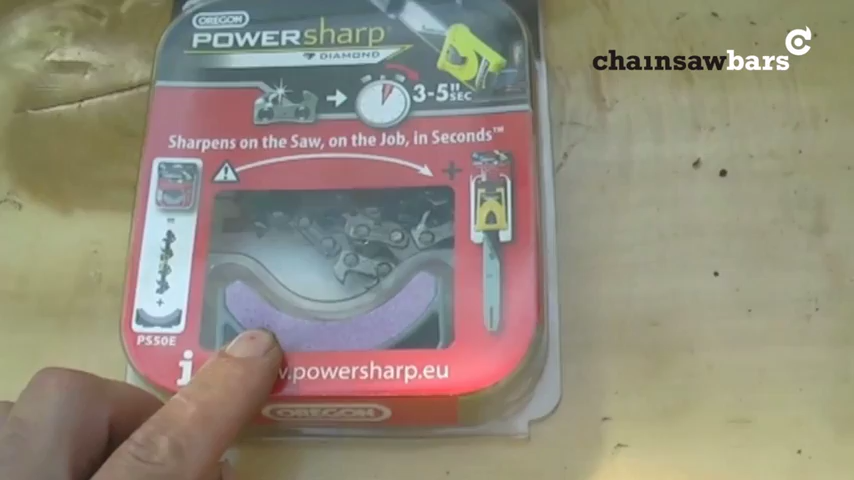 OREGON
POWERsharp®
DIAMOND
3-5"SEC
Sharpens on the Saw, on the Job, in Seconds™
PS50E
i
w.powersharp.eu
OREGON
chainsawbars